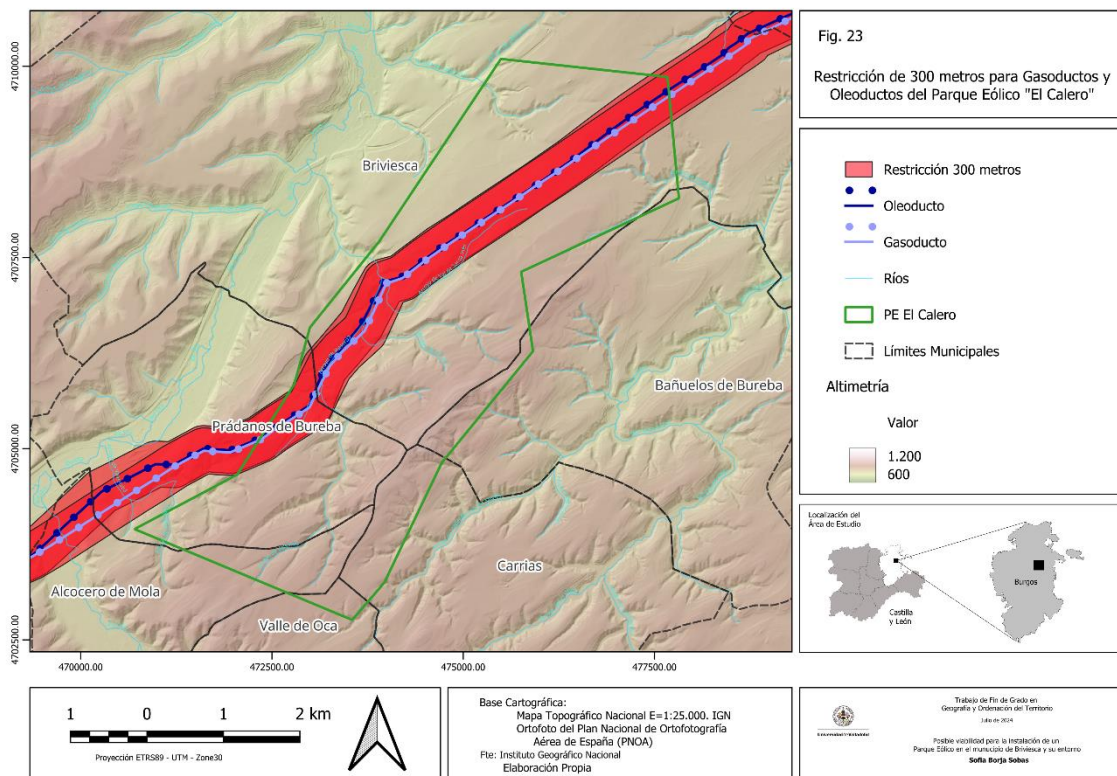 Fig. 23
Restricción de 300 metros para Gasoductos y
Oleoductos del Parque Eólico "El Calero"
Restricción 300 metros
Oleoducto
Gasoducto
Ríos
PE El Calero
Límites Municipales
Altimetría
Valor
1.200
600
Localización del
Área de Estudio
Castilla
y León
Burgos
4710000.00
4707500.00
4705000.00
4702500.00
470000.00
472500.00
475000.00
477500.00
Briviesca
Prádanos de Bureba
Bañuelos de Bureba
Alcocero de Mola
Carrias
Valle de Oca
1 0 1 2 km
Proyección ETRS89 - UTM - Zone30
Base Cartográfica:
Mapa Topográfico Nacional E=1:25.000. IGN
Ortofoto del Plan Nacional de Ortofotografía
Aérea de España (PNOA)
Fte: Instituto Geográfico Nacional
Elaboración Propia
Universidad de Valladolid
Trabajo de Fin de Grado en
Geografía y Ordenación del Territorio
Julio de 2024
Posible viabilidad para la instalación de un
Parque Eólico en el municipio de Briviesca y su entorno
Sofía Borja Sobas